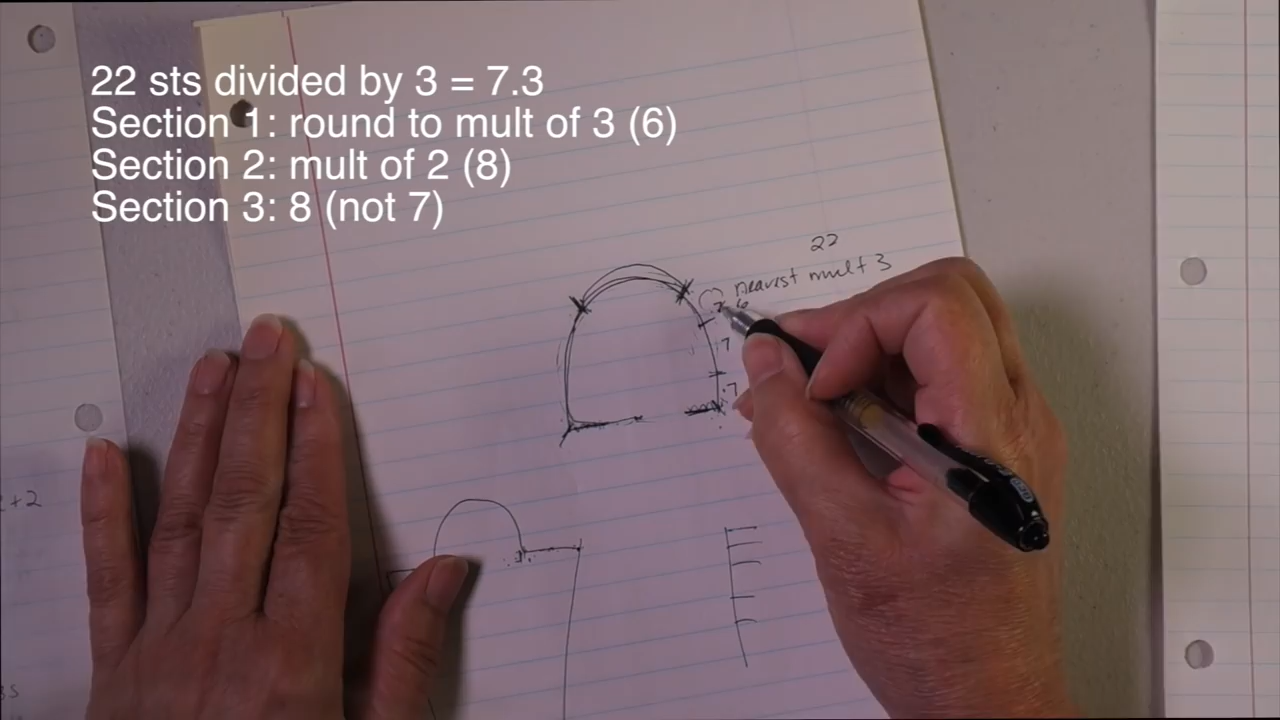 22 sts divided by 3 = 7.3
Section 1: round to mult of 3 (6)
Section 2: mult of 2 (8)
Section 3: 8 (not 7)
22
nearest mult 3
7 6
7
7
+2